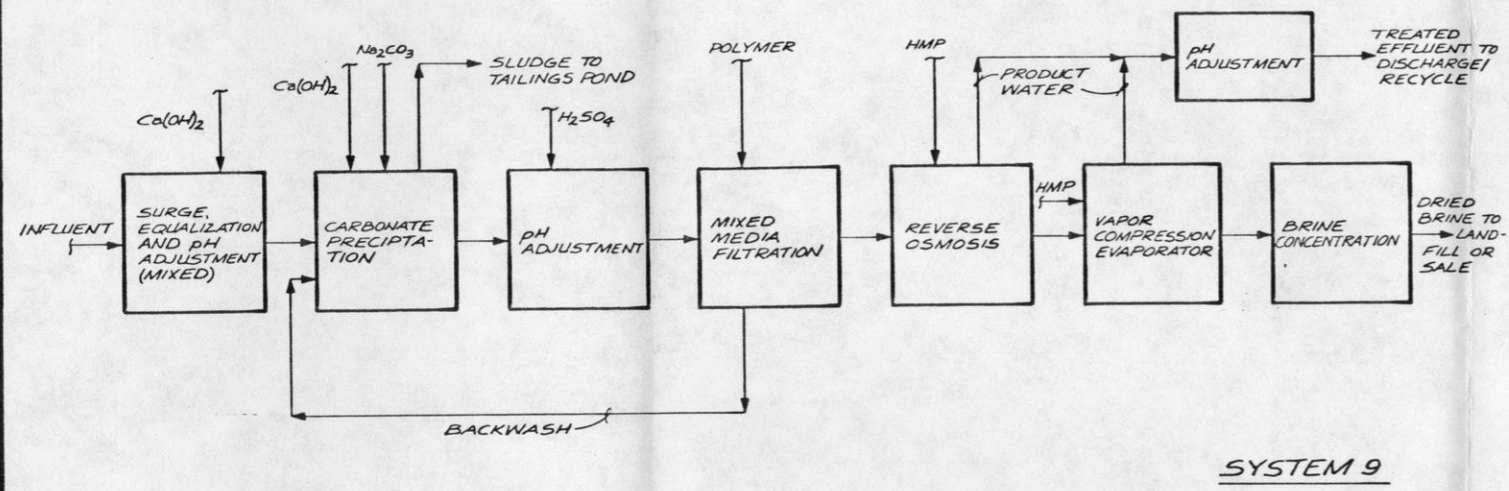 INFLUENT
Ca(OH)2
SURGE,
EQUALIZATION
AND pH
ADJUSTMENT
(MIXED)
Ca(OH)2
Na2CO3
SLUDGE TO
TAILINGS POND
CARBONATE
PRECIPTA-
TION
H2SO4
pH
ADJUSTMENT
POLYMER
MIXED
MEDIA
FILTRATION
BACKWASH
HMP
REVERSE
OSMOSIS
PRODUCT
WATER
HMP
VAPOR
COMPRESSION
EVAPORATOR
pH
ADJUSTMENT
TREATED
EFFLUENT TO
DISCHARGE/
RECYCLE
BRINE
CONCENTRATION
DRIED
BRINE TO
LAND-
FILL OR
SALE
SYSTEM 9